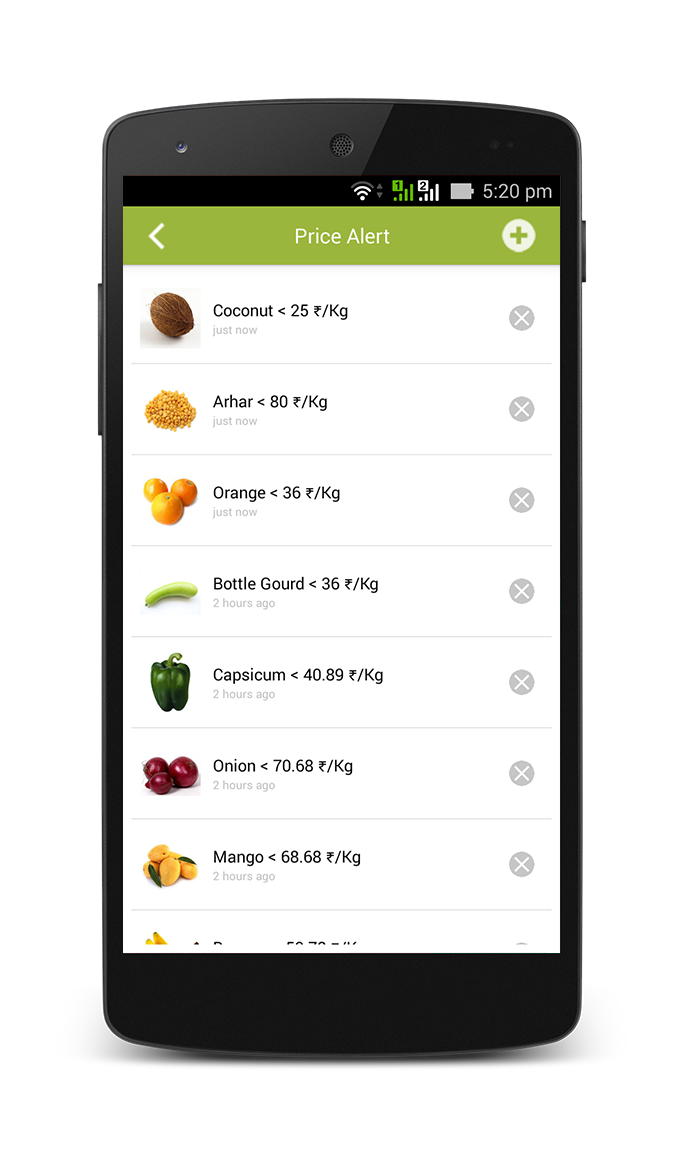 1 2 5:20 pm
Price Alert
Coconut < 25 ₹/Kg
just now
Arhar < 80 ₹/Kg
just now
Orange < 36 ₹/Kg
just now
Bottle Gourd < 36 ₹/Kg
2 hours ago
Capsicum < 40.89 ₹/Kg
2 hours ago
Onion < 70.68 ₹/Kg
2 hours ago
Mango < 68.68 ₹/Kg
2 hours ago